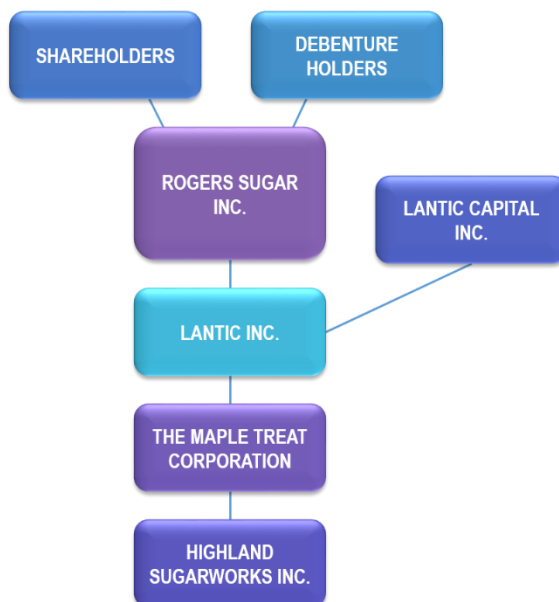 SHAREHOLDERS
DEBENTURE
HOLDERS
ROGERS SUGAR
INC.
LANTIC CAPITAL
INC.
LANTIC INC.
THE MAPLE TREAT
CORPORATION
HIGHLAND
SUGARWORKS INC.